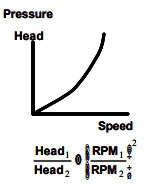 Pressure
Head
Speed
Head1 RPM1 2
Head2 RPM2